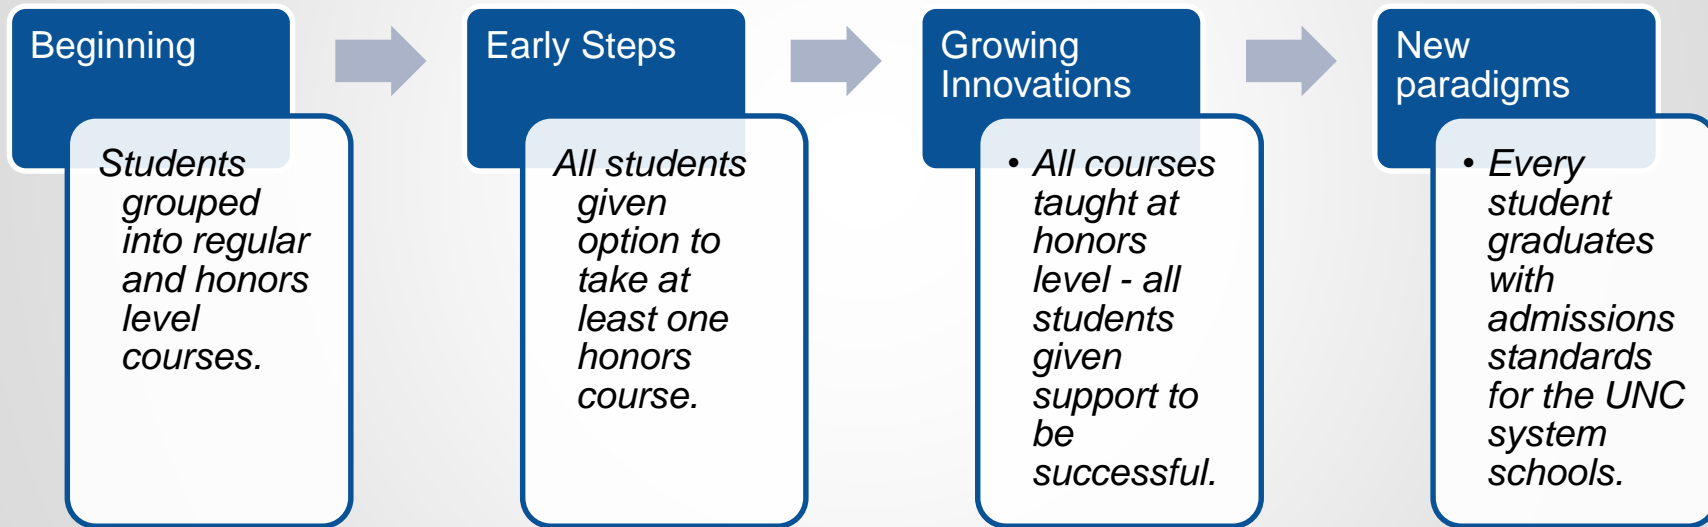 Beginning
Students
grouped
into regular
and honors
level
courses.
Early Steps
All students
given
option to
take at
least one
honors
course.
Growing
Innovations
• All courses
taught at
honors
level - all
students
given
support to
be
successful.
New
paradigms
• Every
student
graduates
with
admissions
standards
for the UNC
system
schools.